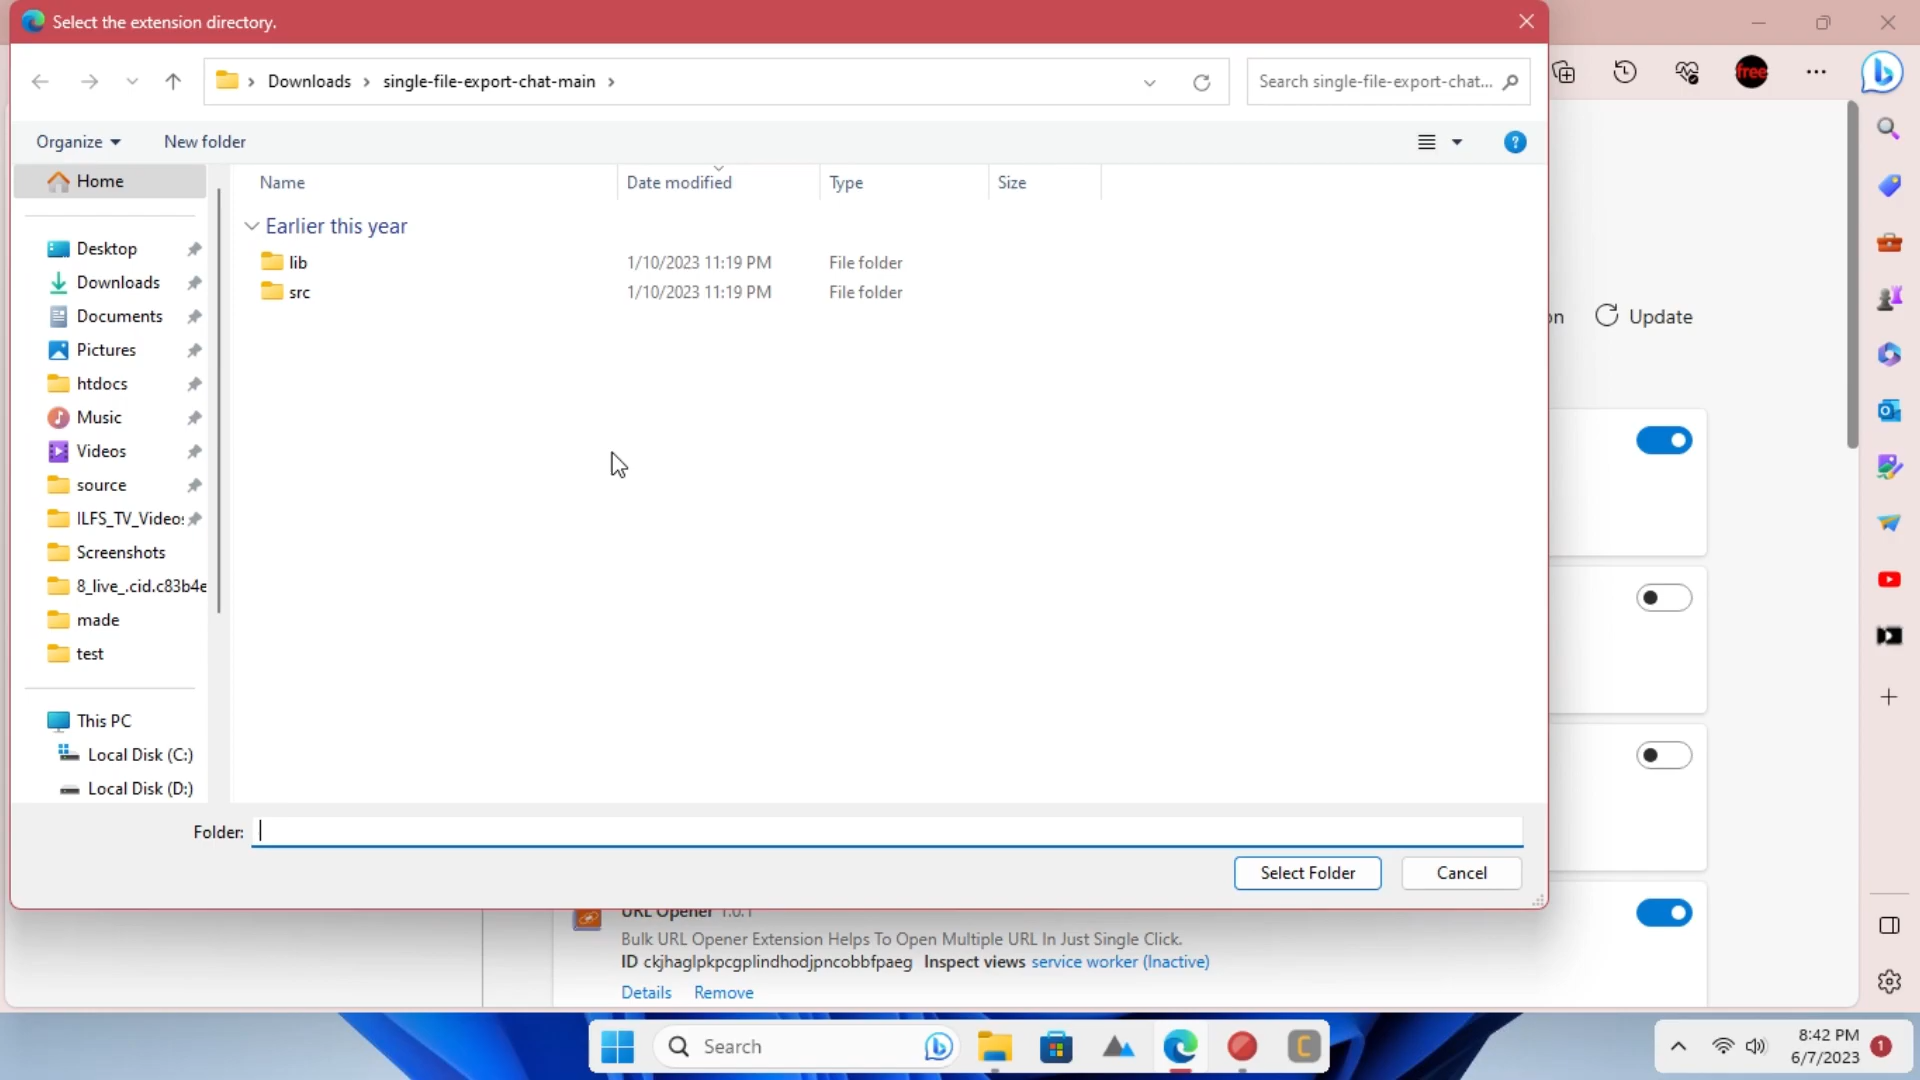 Select the extension directory.
Downloads
single-file-export-chat-main
Search single-file-export-chat...
free
Organize
New folder
?
Home
Name
Date modified
Type
Size
Earlier this year
lib
1/10/2023 11:19 PM
File folder
src
1/10/2023 11:19 PM
File folder
Desktop
Downloads
Documents
Pictures
htdocs
Music
Videos
source
ILFS_TV_Video
Screenshots
8_live_.cid.c83b4e
made
test
This PC
Local Disk (C:)
Local Disk (D:)
on
Update
Folder:
Select Folder
Cancel
URL Opener 1.0.1
Bulk URL Opener Extension Helps To Open Multiple URL In Just Single Click.
ID ckjhaglpkpcgplindhodjpncobbfpaeg Inspect views service worker (Inactive)
Details
Remove
Search
C
8:42 PM
6/7/2023
1